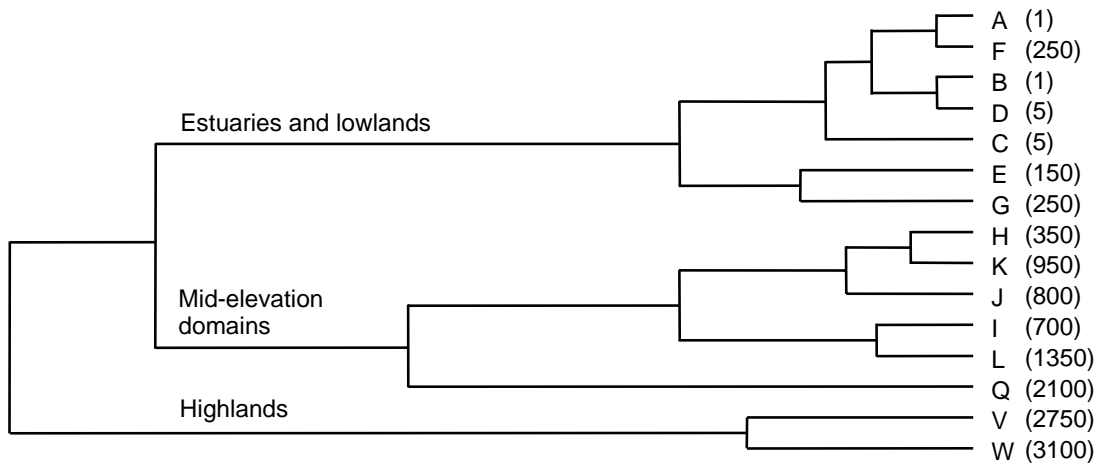 A (1)
F (250)
B (1)
D (5)
Estuaries and lowlands
C (5)
E (150)
G (250)
H (350)
K (950)
Mid-elevation
domains
J (800)
I (700)
L (1350)
Q (2100)
Highlands
V (2750)
W (3100)